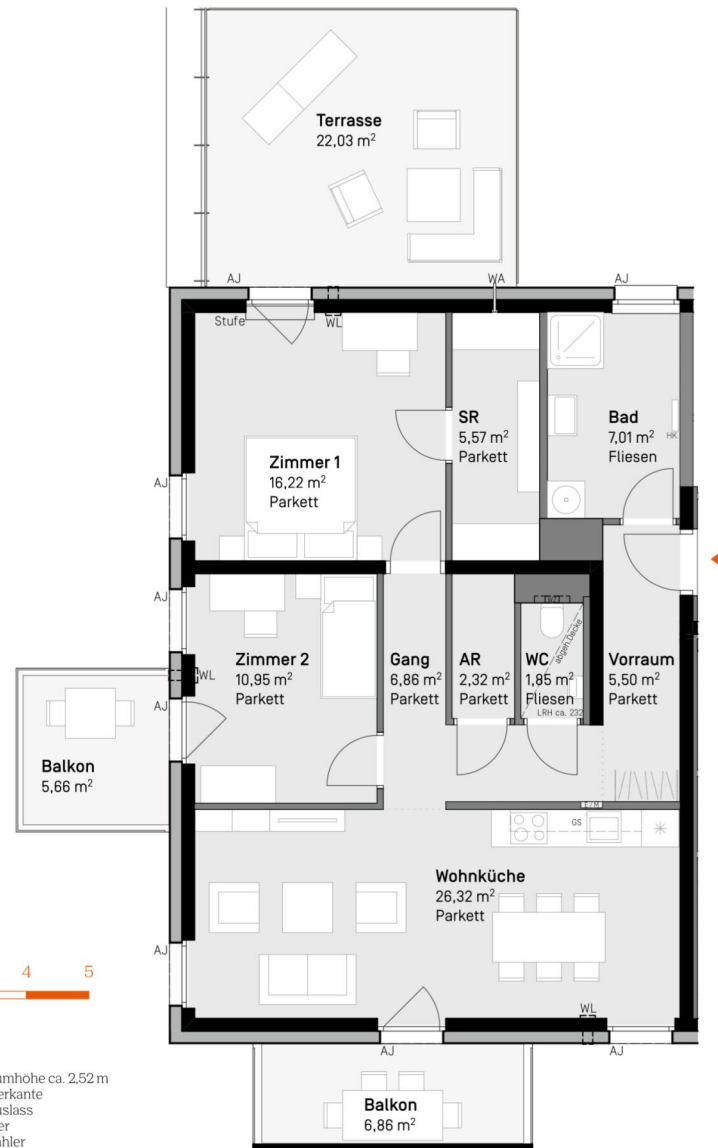 Terrasse
22,03 m²
AJ
WA
AJ
Stufe
WL
SR
5,57 m²
Parkett
Bad
7,01 m²
Fliesen
HK
Zimmer 1
16,22 m²
Parkett
AJ
AJ
abgeh.Decke
Zimmer 2
10,95 m²
Parkett
Gang
6,86 m²
Parkett
AR
2,32 m²
Parkett
WC
1,85 m²
Fliesen
LRH ca. 232
Vorraum
5,50 m²
Parkett
WL
AJ
Balkon
5,66 m²
E/M
GS
Wohnküche
26,32 m²
Parkett
AJ
4 5
WL
AJ
AJ
Balkon
6,86 m²
umhöhe ca. 2,52 m
erkante
uslass
er
ähler